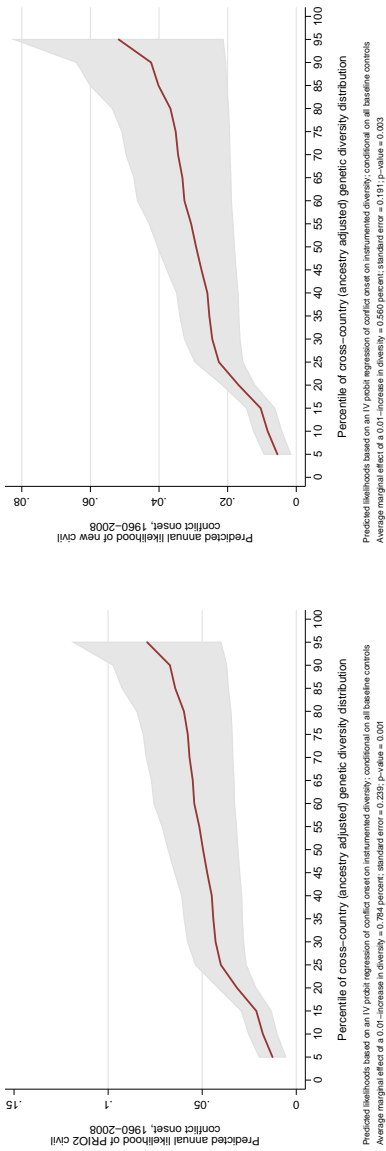 Predicted annual likelihood of PRIO2 civil
conflict onset, 1960–2008
.15
.1
.05
0
0 5 10 15 20 25 30 35 40 45 50 55 60 65 70 75 80 85 90 95 100
Percentile of cross–country (ancestry adjusted) genetic diversity distribution
Predicted likelihoods based on an IV probit regression of conflict onset on instrumented diversity; conditional on all baseline controls
Average marginal effect of a 0.01–increase in diversity = 0.784 percent; standard error = 0.239; p–value = 0.001
Predicted annual likelihood of new civil
conflict onset, 1960–2008
.08
.06
.04
.02
0
0 5 10 15 20 25 30 35 40 45 50 55 60 65 70 75 80 85 90 95 100
Percentile of cross–country (ancestry adjusted) genetic diversity distribution
Predicted likelihoods based on an IV probit regression of conflict onset on instrumented diversity; conditional on all baseline controls
Average marginal effect of a 0.01–increase in diversity = 0.560 percent; standard error = 0.191; p–value = 0.003